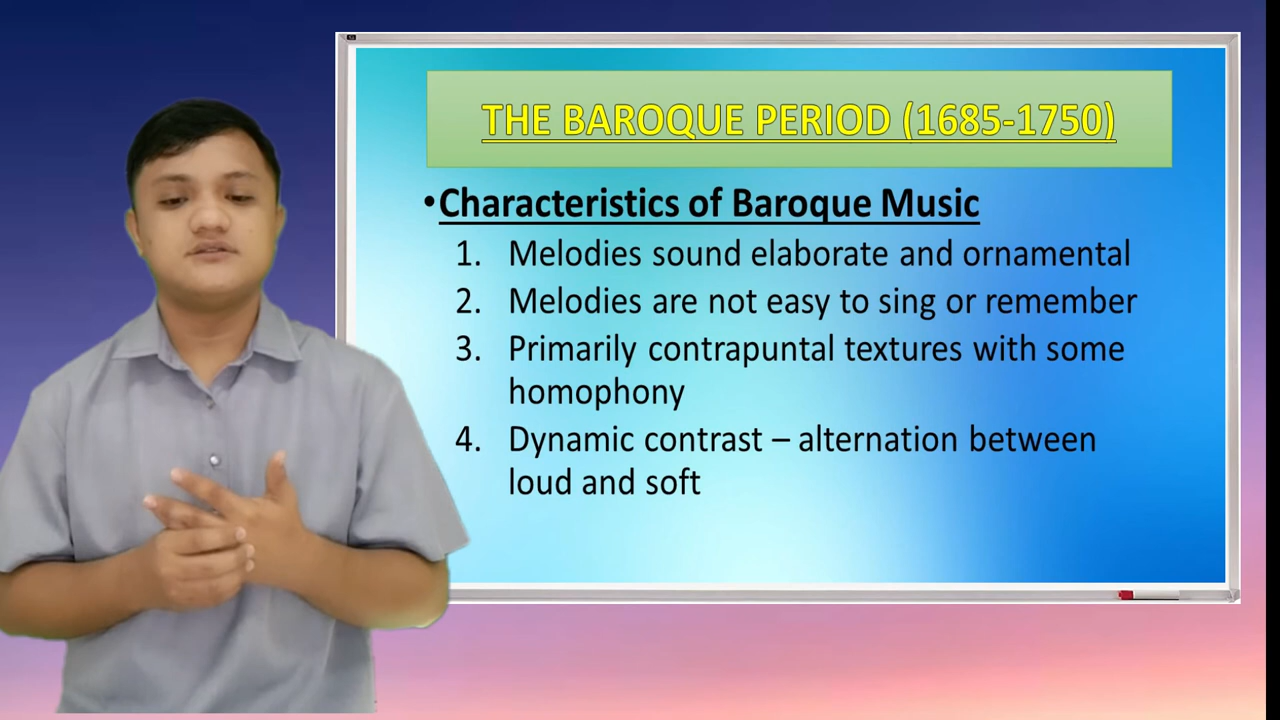 THE BAROQUE PERIOD (1685-1750)
•Characteristics of Baroque Music
1. Melodies sound elaborate and ornamental
2. Melodies are not easy to sing or remember
3. Primarily contrapuntal textures with some
homophony
4. Dynamic contrast – alternation between
loud and soft